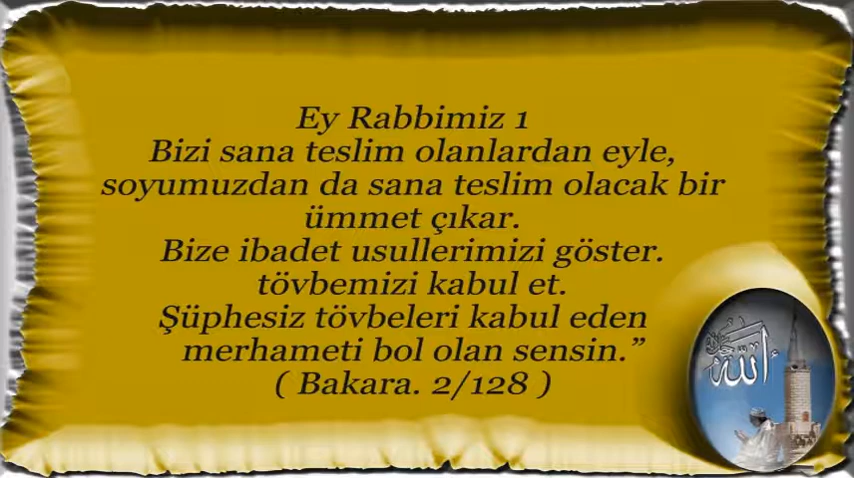 Ey Rabbimiz 1
Bizi sana teslim olanlardan eyle,
soyumuzdan da sana teslim olacak bir
ümmet çıkar.
Bize ibadet usullerimizi göster.
tövbemizi kabul et.
Şüphesiz tövbeleri kabul eden
merhameti bol olan sensin.”
( Bakara. 2/128 )
الله